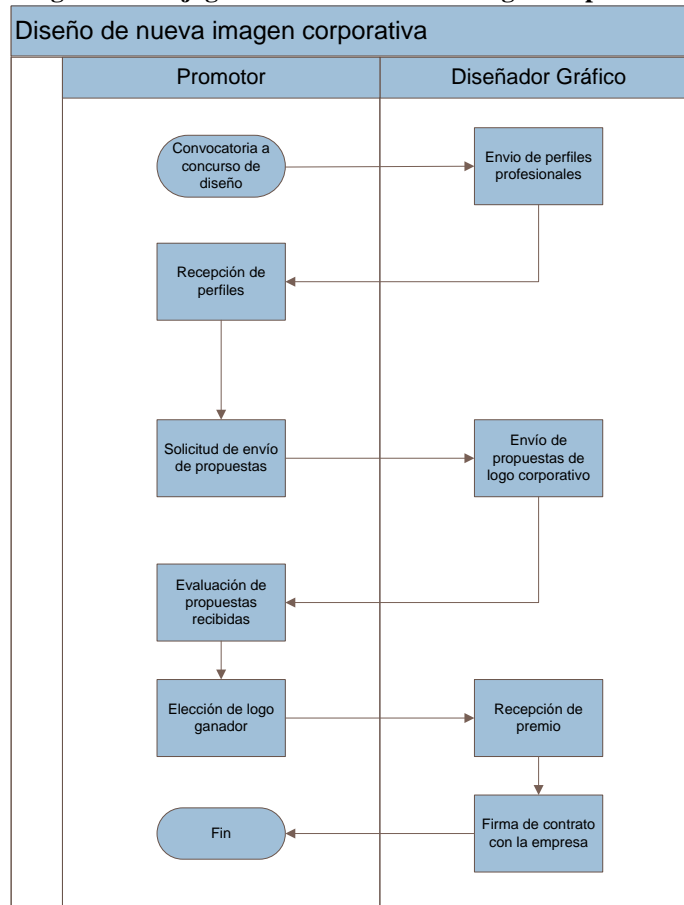 Diseño de nueva imagen corporativa
Promotor
Diseñador Gráfico
Convocatoria a
concurso de
diseño
Envio de perfiles
profesionales
Recepción de
perfiles
Solicitud de envío
de propuestas
Envío de
propuestas de
logo corporativo
Evaluación de
propuestas
recibidas
Elección de logo
ganador
Recepción de
premio
Fin
Firma de contrato
con la empresa